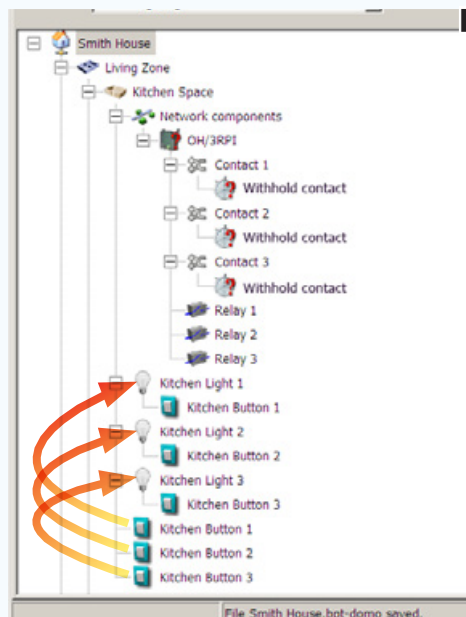 Smith House
Living Zone
Kitchen Space
Network components
OH/3RPI
Contact 1
Withhold contact
Contact 2
Withhold contact
Contact 3
Withhold contact
Relay 1
Relay 2
Relay 3
Kitchen Light 1
Kitchen Button 1
Kitchen Light 2
Kitchen Button 2
Kitchen Light 3
Kitchen Button 3
Kitchen Button 1
Kitchen Button 2
Kitchen Button 3
File Smith House.bot-domo saved.